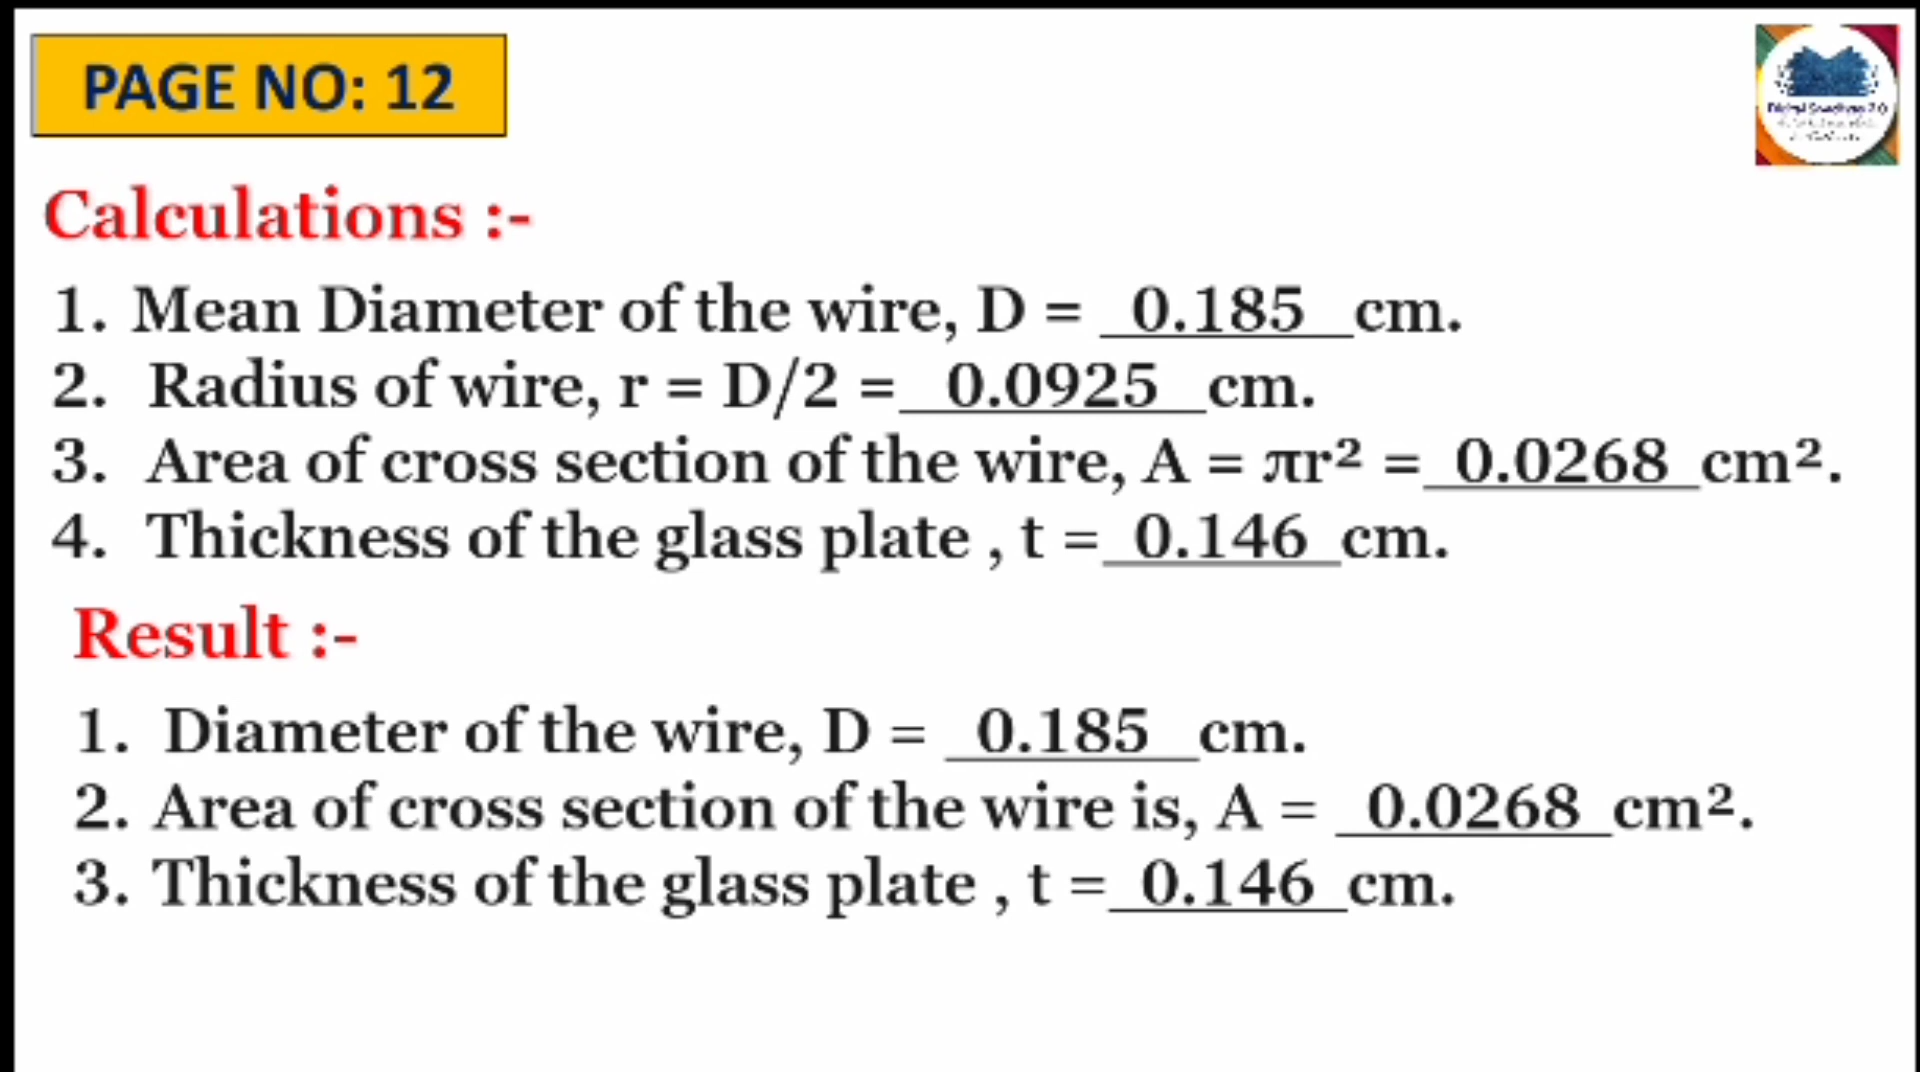 PAGE NO: 12
Calculations :-
1. Mean Diameter of the wire, D = 0.185 cm.
2. Radius of wire, r = D/2 = 0.0925 cm.
3. Area of cross section of the wire, A = πr² = 0.0268 cm².
4. Thickness of the glass plate , t = 0.146 cm.
Result :-
1. Diameter of the wire, D = 0.185 cm.
2. Area of cross section of the wire is, A = 0.0268 cm².
3. Thickness of the glass plate , t = 0.146 cm.